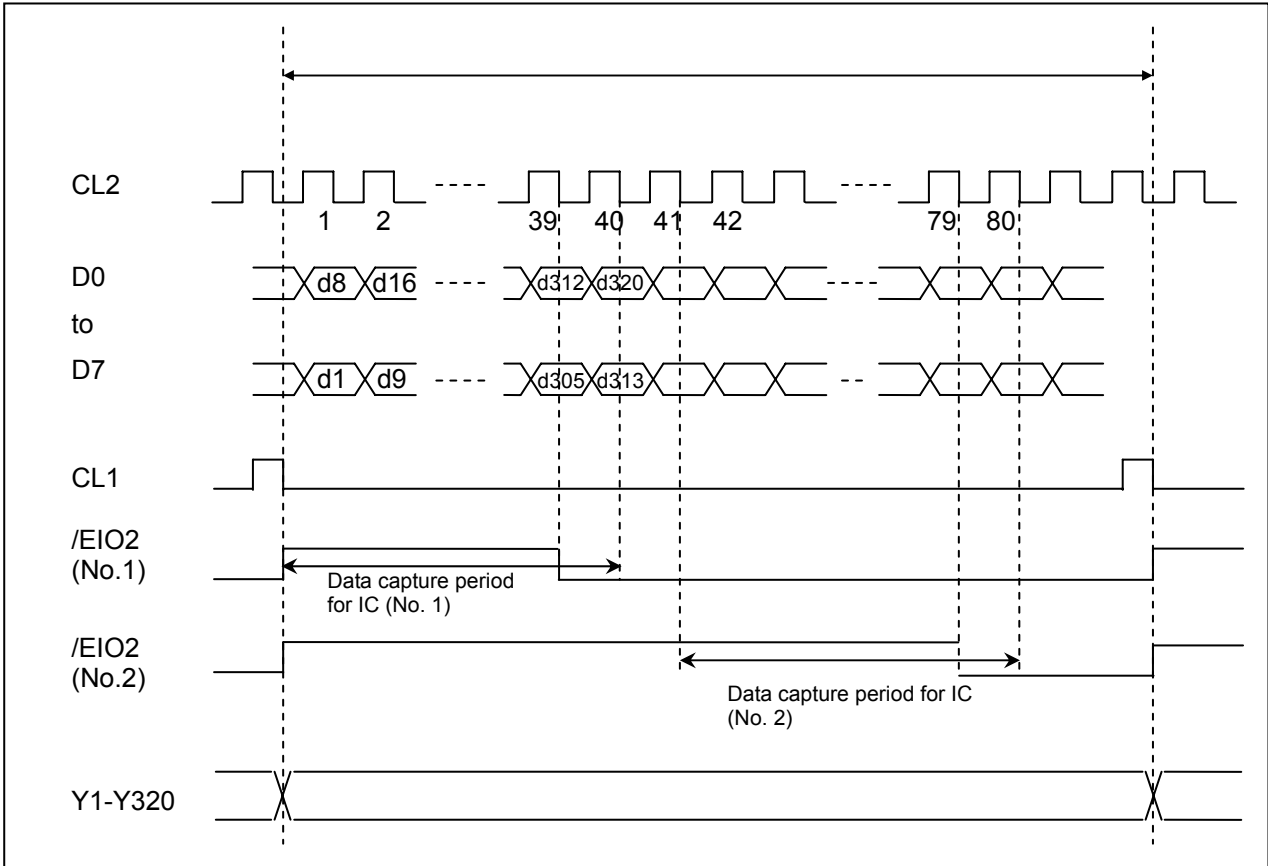 CL2
1 2 39 40 41 42 79 80
D0
d8 d16 d312 d320
to
D7
d1 d9 d305 d313
CL1
/EIO2
(No.1)
Data capture period
for IC (No. 1)
/EIO2
(No.2)
Data capture period for IC
(No. 2)
Y1-Y320